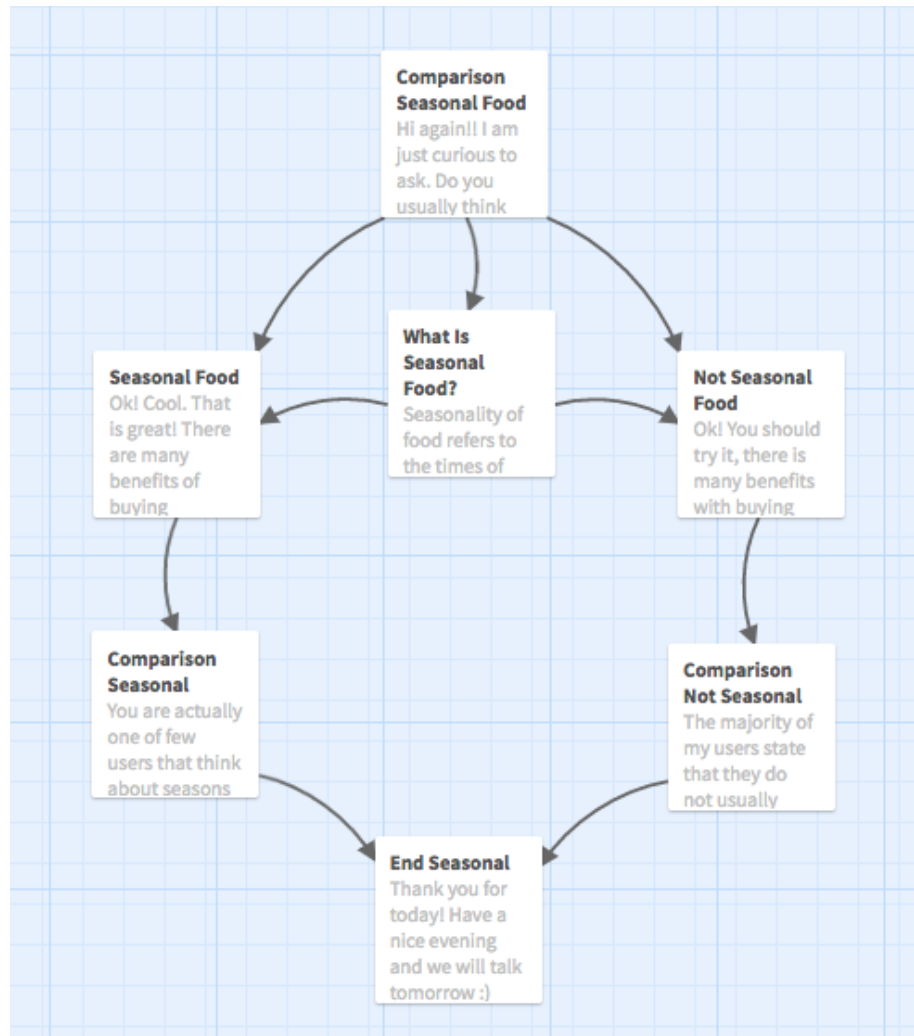 Comparison
Seasonal Food
Hi again!! I am
just curious to
ask. Do you
usually think
What Is
Seasonal
Food?
Seasonality of
food refers to
the times of
Seasonal Food
Ok! Cool. That
is great! There
are many
benefits of
buying
Not Seasonal
Food
Ok! You should
try it, there is
many benefits
with buying
Comparison
Seasonal
You are actually
one of few
users that think
about seasons
Comparison
Not Seasonal
The majority of
my users state
that they do
not usually
End Seasonal
Thank you for
today! Have a
nice evening
and we will talk
tomorrow :)